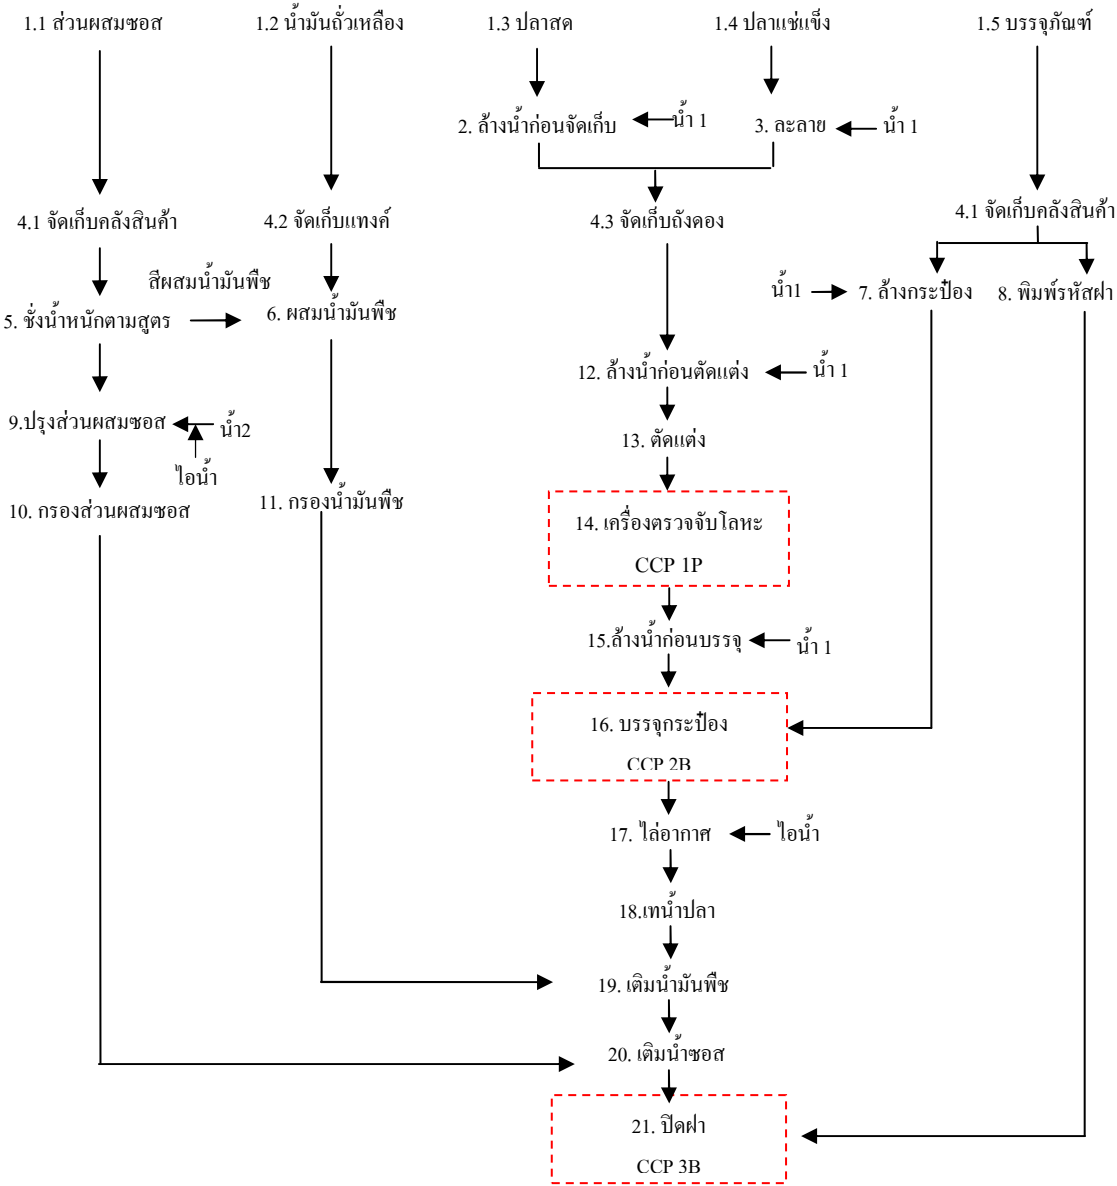 1.1 ส่วนผสมซอส
1.2 น้ำมันถั่วเหลือง
1.3 ปลาสด
1.4 ปลาแช่แข็ง
1.5 บรรจุภัณฑ์
2. ล้างน้ำก่อนจัดเก็บ
น้ำ 1
3. ละลาย
น้ำ 1
4.1 จัดเก็บคลังสินค้า
4.2 จัดเก็บแทงค์
4.3 จัดเก็บถังดอง
4.1 จัดเก็บคลังสินค้า
สีผสมน้ำมันพืช
น้ำ1
7. ล้างกระป๋อง
8. พิมพ์รหัสฝา
5. ชั่งน้ำหนักตามสูตร
6. ผสมน้ำมันพืช
12. ล้างน้ำก่อนตัดแต่ง
น้ำ 1
9.ปรุงส่วนผสมซอส
น้ำ2
ไอน้ำ
13. ตัดแต่ง
10. กรองส่วนผสมซอส
11. กรองน้ำมันพืช
14. เครื่องตรวจจับโลหะ
CCP 1P
15.ล้างน้ำก่อนบรรจุ
น้ำ 1
16. บรรจุกระป๋อง
CCP 2B
17. ไล่อากาศ
ไอน้ำ
18.เทน้ำปลา
19. เติมน้ำมันพืช
20. เติมน้ำซอส
21. ปิดฝา
CCP 3B